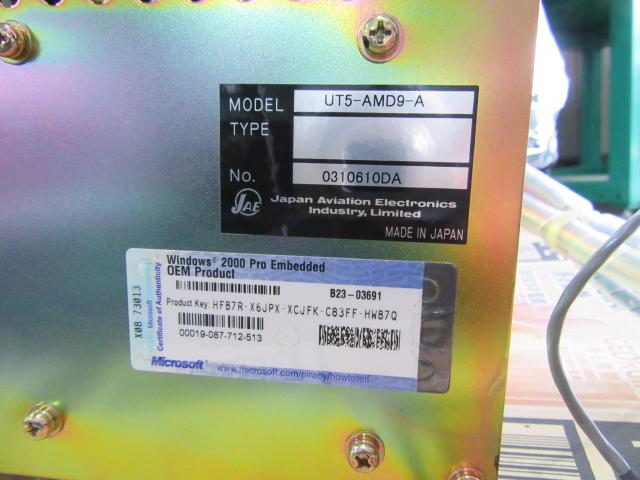 MODEL UT5-AMD9-A
TYPE
No. 0310610DA
JAE
Japan Aviation Electronics
Industry, Limited
MADE IN JAPAN
Windows® 2000 Pro Embedded
OEM Product
B23-03691
Product Key: HFB7R-X6JPX-XCJFK-CB3FF-HWB7Q
00019-087-712-513
Microsoft® www.microsoft.com/piracy/howtotell
X08 73013
Microsoft
Certificate of Authenticity